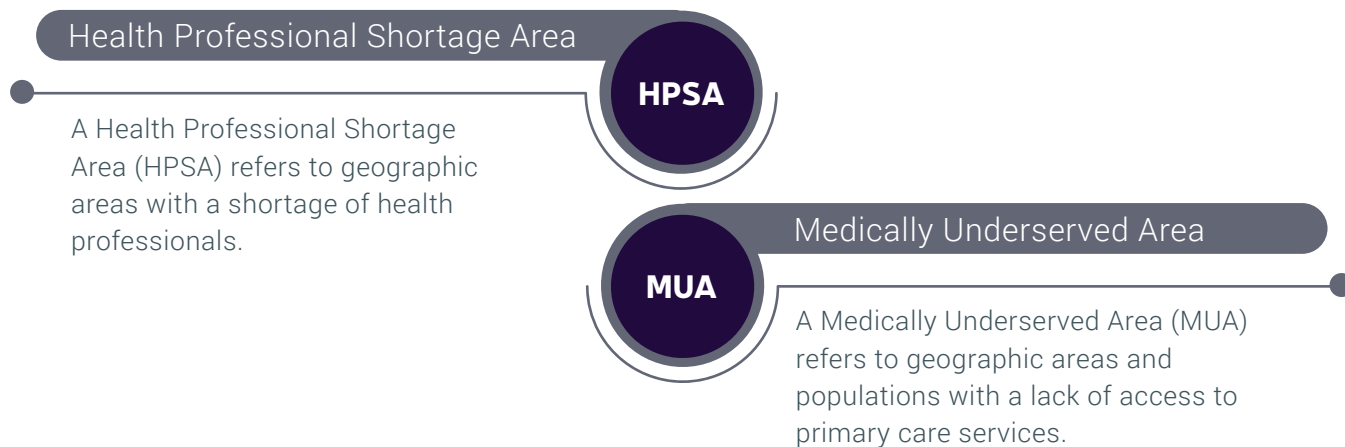 Health Professional Shortage Area
HPSA
A Health Professional Shortage
Area (HPSA) refers to geographic
areas with a shortage of health
professionals.
Medically Underserved Area
MUA
A Medically Underserved Area (MUA)
refers to geographic areas and
populations with a lack of access to
primary care services.